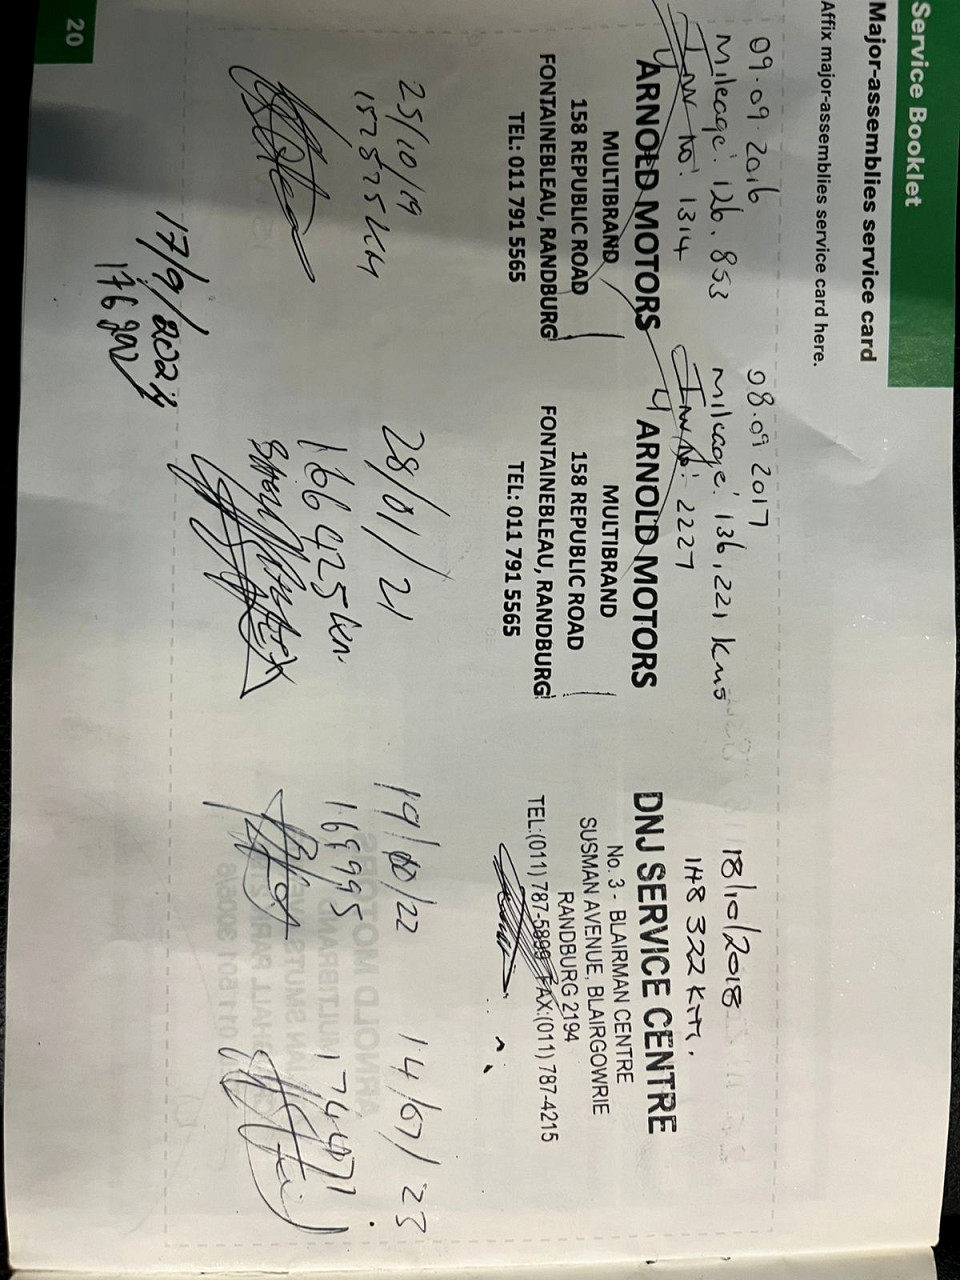 Service Booklet
Major-assemblies service card
Affix major-assemblies service card here.
09.09.2016
Mileage: 126.853
Inv no: 1314
ARNOLD MOTORS
MULTIBRAND
158 REPUBLIC ROAD
FONTAINEBLEAU, RANDBURG
TEL: 011 791 5565
08.09.2017
Mileage: 136,221 kms
Inv no: 2227
ARNOLD MOTORS
MULTIBRAND
158 REPUBLIC ROAD
FONTAINEBLEAU, RANDBURG
TEL: 011 791 5565
18/10/2018
148 322 km.
DNJ SERVICE CENTRE
No. 3 - BLAIRMAN CENTRE
SUSMAN AVENUE, BLAIRGOWRIE
RANDBURG 2194
TEL:(011) 787-5899 FAX:(011) 787-4215
25/10/19
157575 KM
28/01/21
166425 km.
19/ /22
169995
14/07/23
174471
17/9/2024
176
20